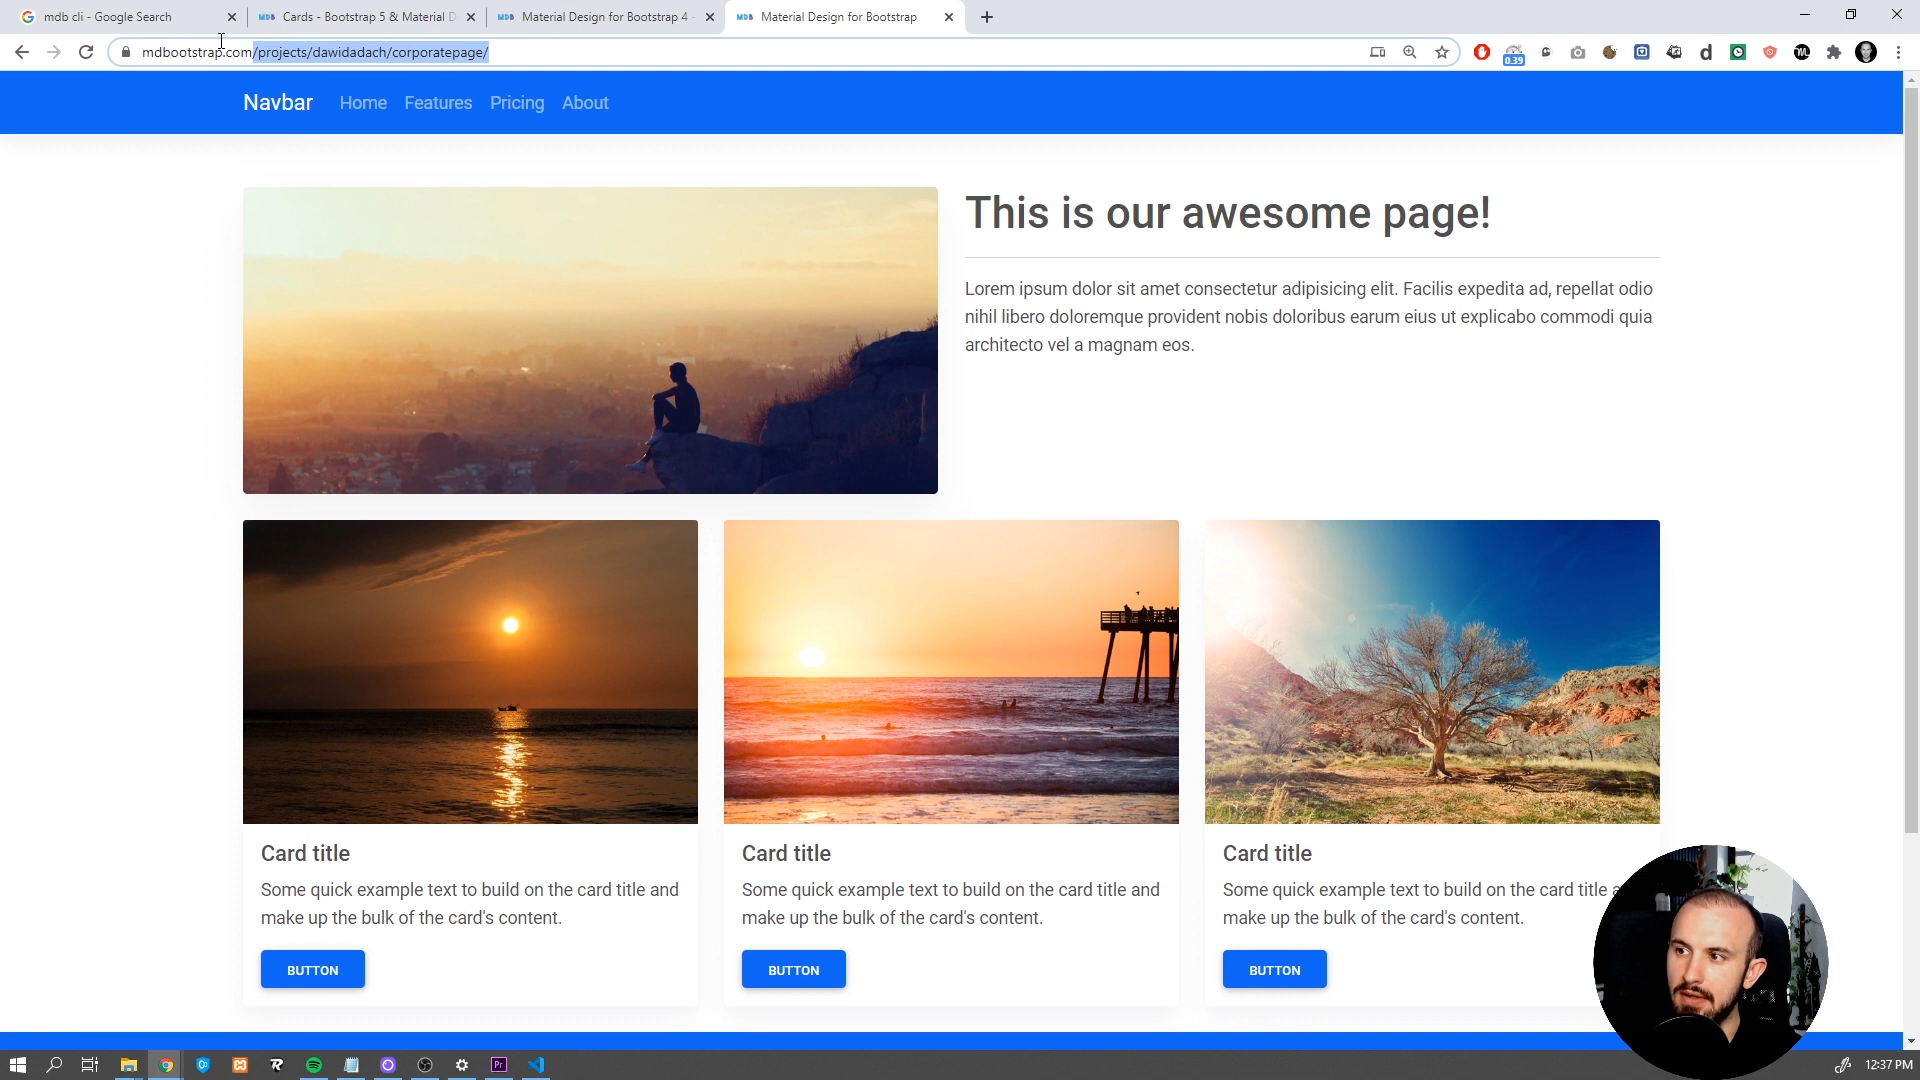 mdb cli - Google Search
MDB Cards - Bootstrap 5 & Material D
MDB Material Design for Bootstrap 4 -
MDB Material Design for Bootstrap
mdbootstrap.com/projects/dawidadach/corporatepage/
0.39
Navbar Home Features Pricing About
This is our awesome page!
Lorem ipsum dolor sit amet consectetur adipisicing elit. Facilis expedita ad, repellat odio
nihil libero doloremque provident nobis doloribus earum eius ut explicabo commodi quia
architecto vel a magnam eos.
Card title
Some quick example text to build on the card title and
make up the bulk of the card's content.
BUTTON
Card title
Some quick example text to build on the card title and
make up the bulk of the card's content.
BUTTON
Card title
Some quick example text to build on the card title a
make up the bulk of the card's content.
BUTTON
Pr
12:37 PM